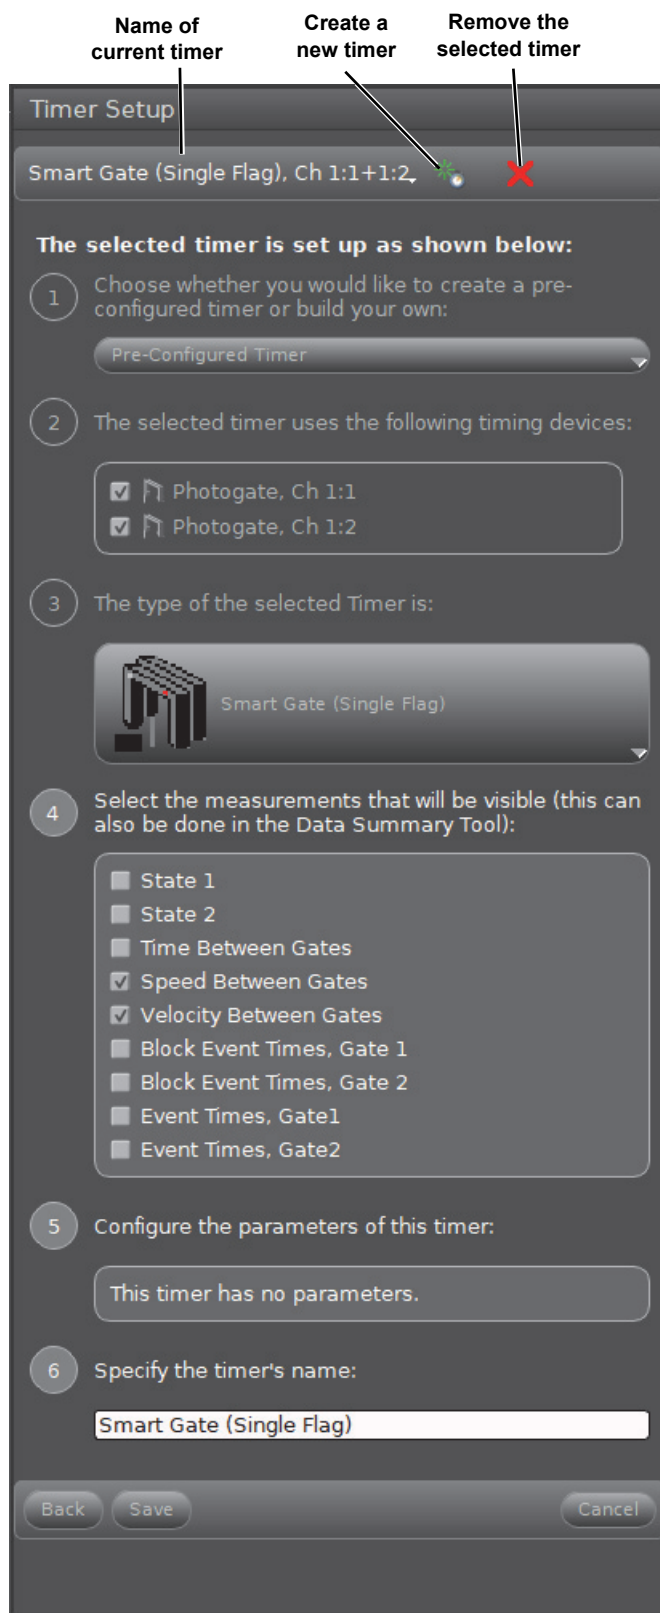 Name of
current timer
Create a
new timer
Remove the
selected timer
Timer Setup
Smart Gate (Single Flag), Ch 1:1+1:2
The selected timer is set up as shown below:
1
Choose whether you would like to create a pre-
configured timer or build your own:
Pre-Configured Timer
2
The selected timer uses the following timing devices:
Photogate, Ch 1:1
Photogate, Ch 1:2
3
The type of the selected Timer is:
Smart Gate (Single Flag)
4
Select the measurements that will be visible (this can
also be done in the Data Summary Tool):
State 1
State 2
Time Between Gates
Speed Between Gates
Velocity Between Gates
Block Event Times, Gate 1
Block Event Times, Gate 2
Event Times, Gate1
Event Times, Gate2
5
Configure the parameters of this timer:
This timer has no parameters.
6
Specify the timer's name:
Smart Gate (Single Flag)
Back
Save
Cancel